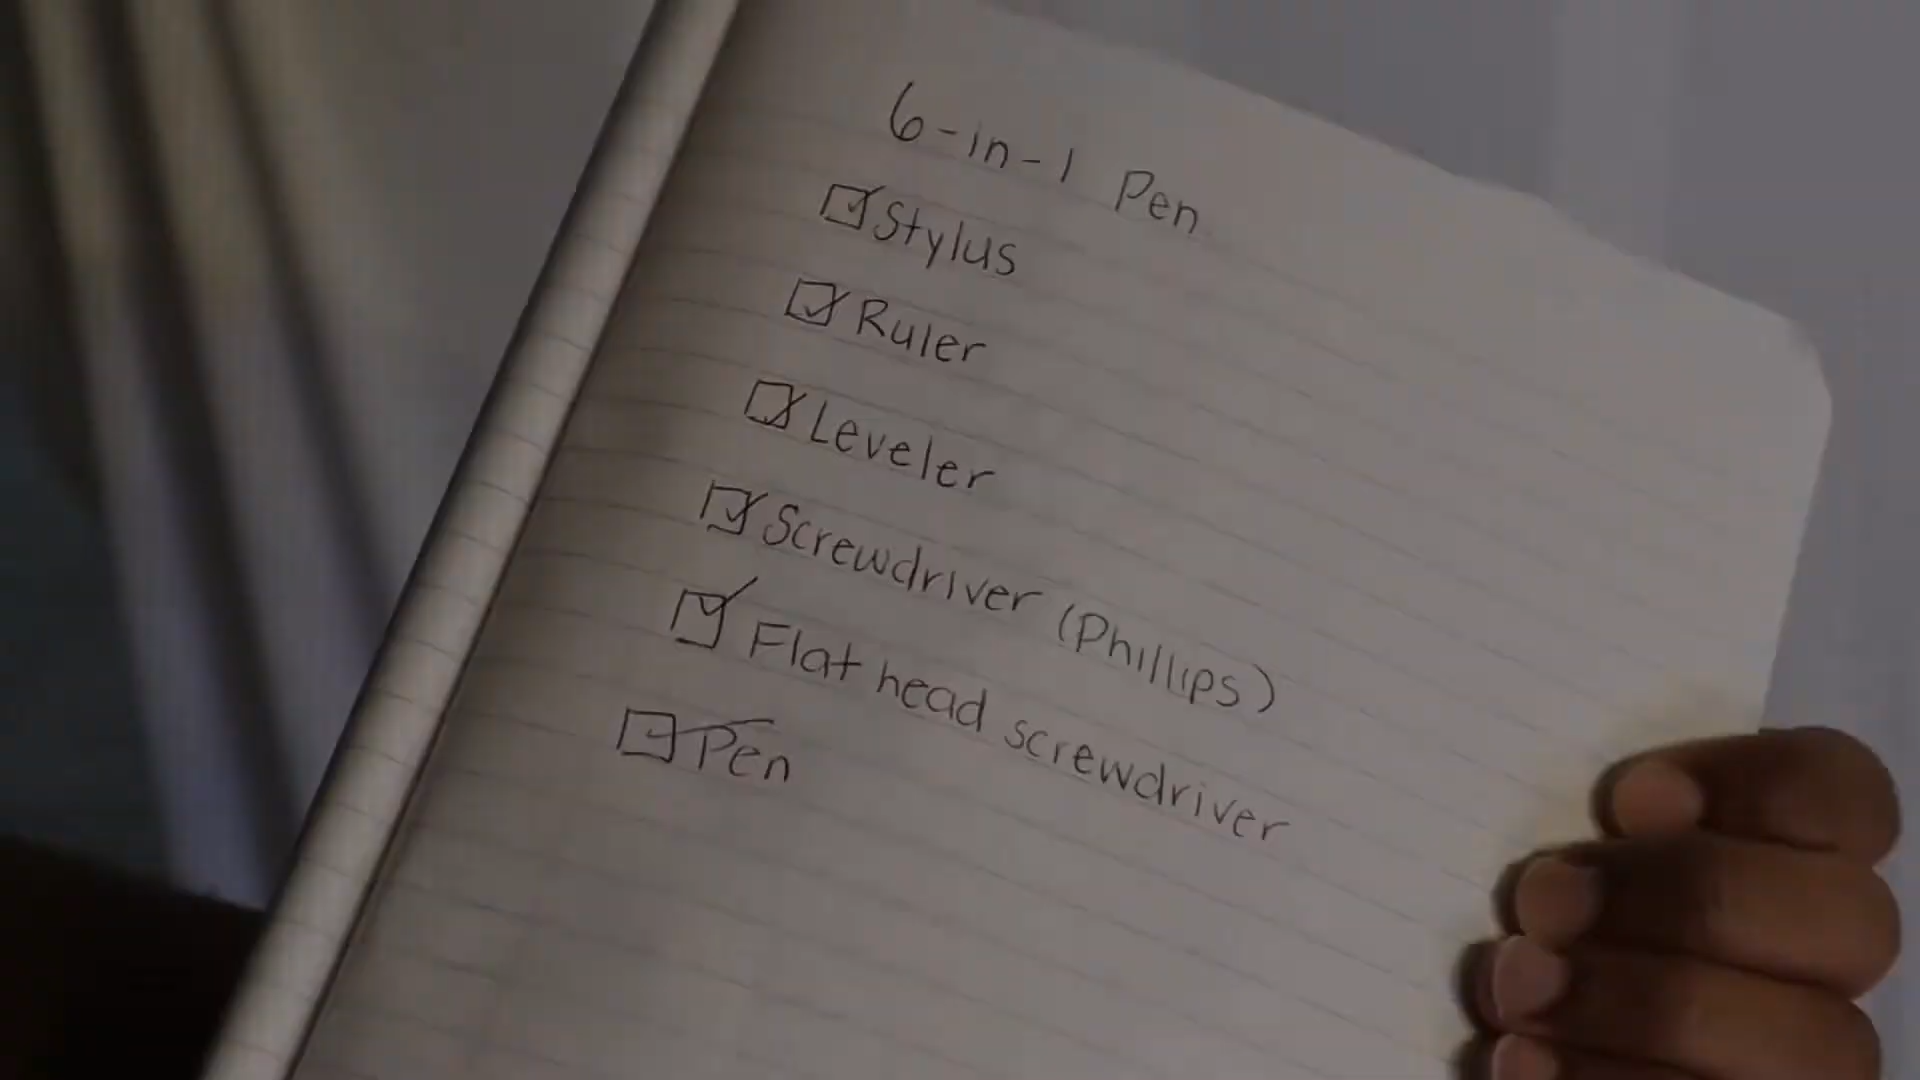 6-in-1 Pen
☑ Stylus
☑ Ruler
☑ Leveler
☑ Screwdriver (Phillips)
☑ Flat head screwdriver
☑ Pen